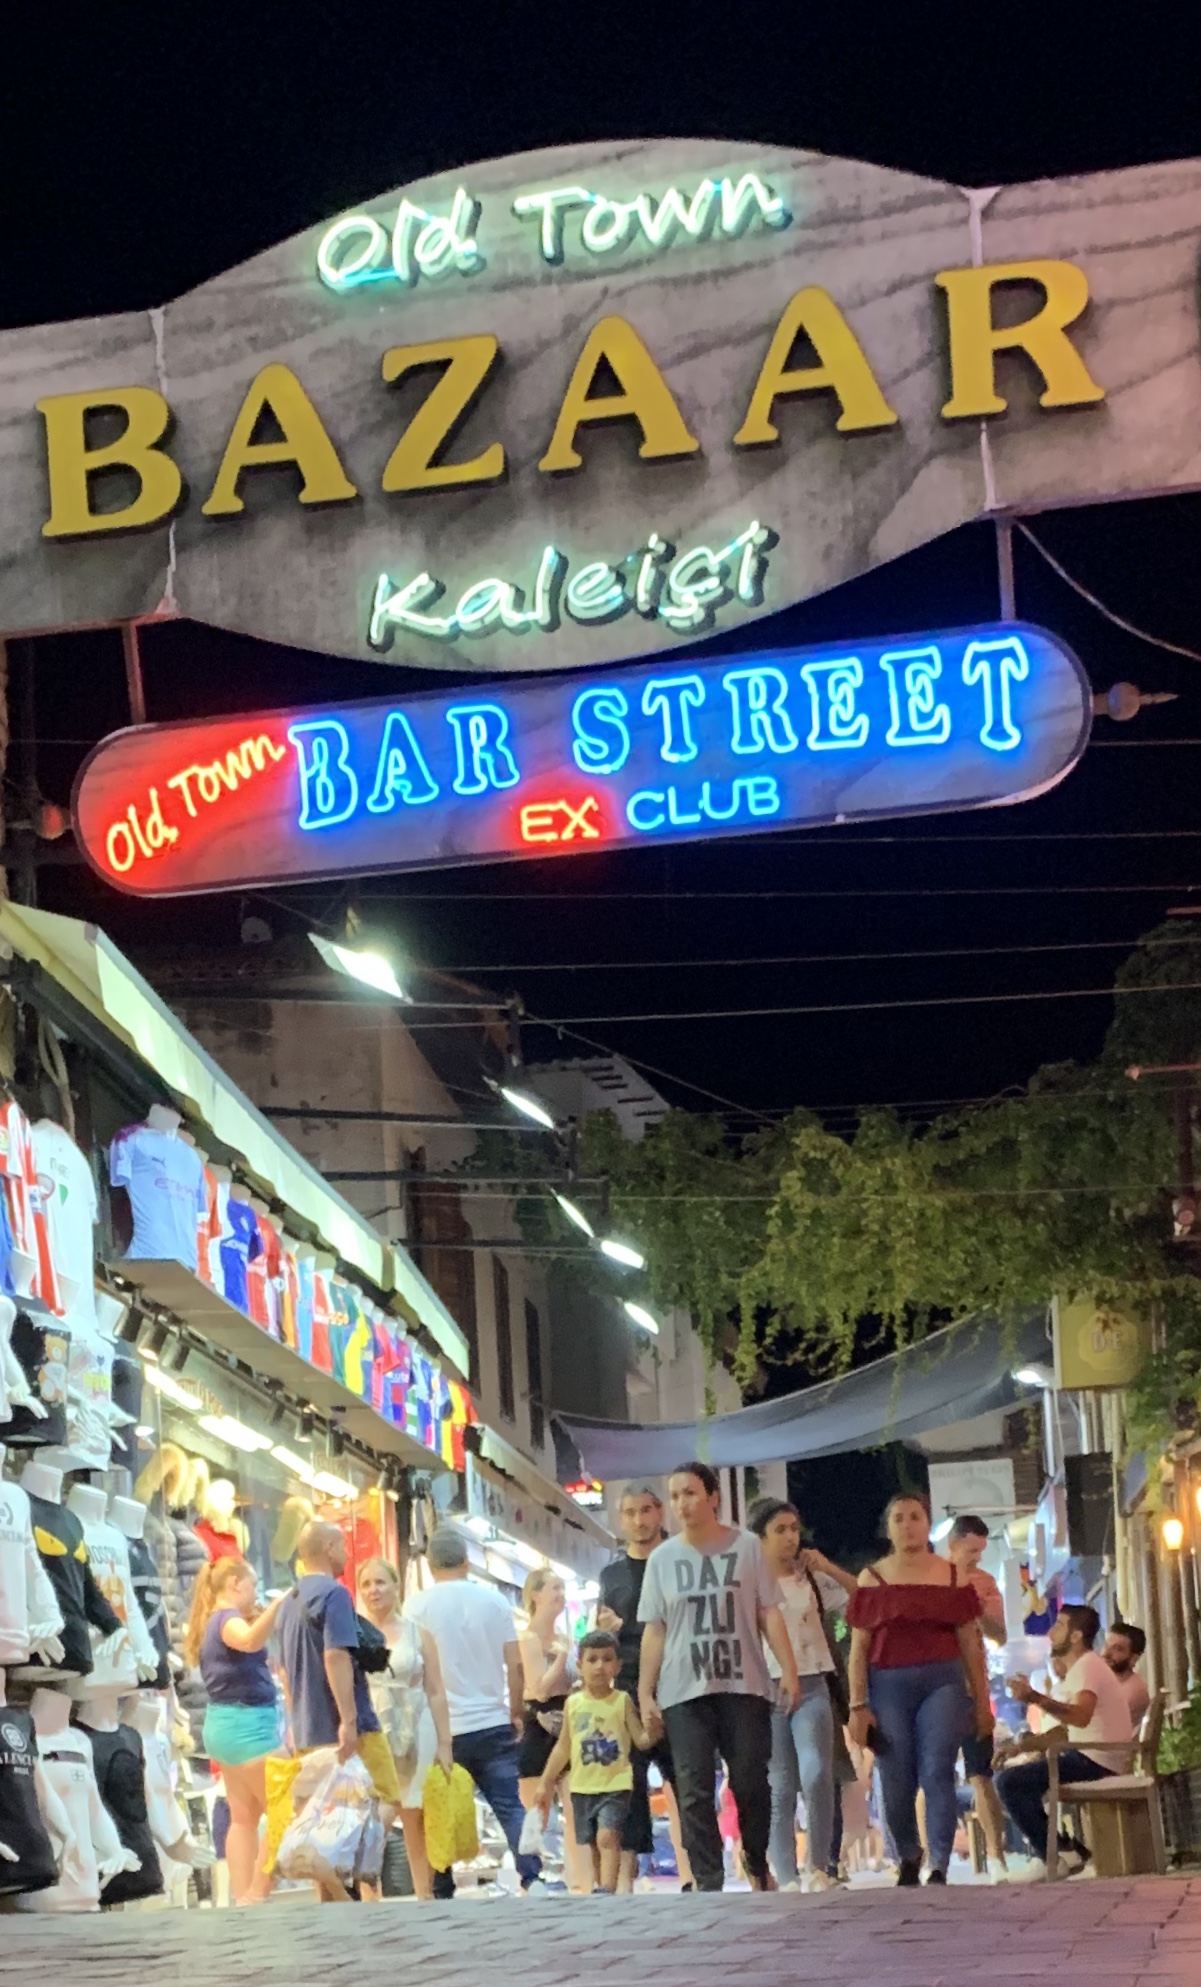 Old Town
BAZAAR
Kaleiçi
Old Town BAR STREET
EX CLUB
DAZ
ZLI
NG!